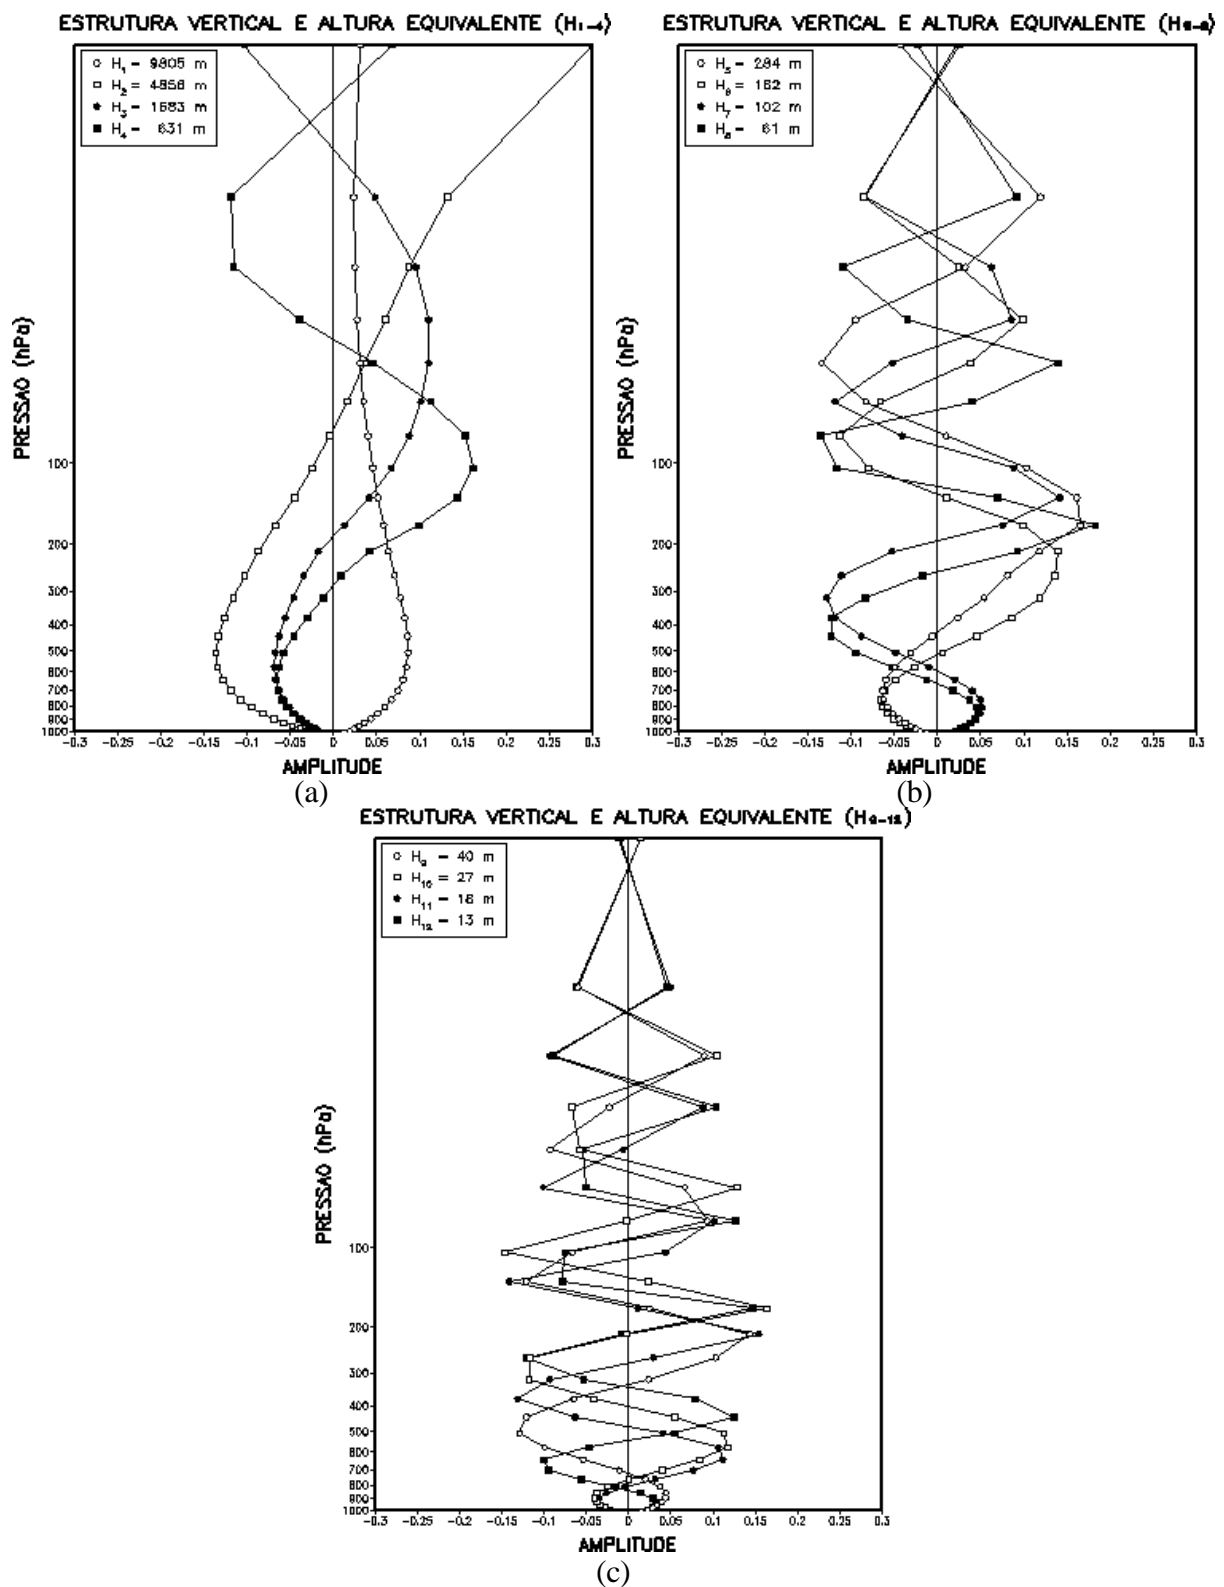 ESTRUTURA VERTICAL E ALTURA EQUIVALENTE (H₁₋₄)
H₁ = 9805 m
H₂ = 4856 m
H₃ = 1683 m
H₄ = 631 m
PRESSAO (hPa)
100
200
300
400
500
600
700
800
900
1000
-0.3 -0.25 -0.2 -0.15 -0.1 -0.05 0 0.05 0.1 0.15 0.2 0.25 0.3
AMPLITUDE
(a)
ESTRUTURA VERTICAL E ALTURA EQUIVALENTE
H₅ = 284 m
H₆ = 162 m
H₇ = 102 m
H₈ = 61 m
PRESSAO (hPa)
100
200
300
400
500
600
700
800
900
1000
-0.3 -0.25 -0.2 -0.15 -0.1 -0.05 0 0.05 0.1 0.15 0.2 0.25 0.3
AMPLITUDE
(b)
ESTRUTURA VERTICAL E ALTURA EQUIVALENTE (H₉₋₁₂)
H₉ = 40 m
H₁₀ = 27 m
H₁₁ = 18 m
H₁₂ = 13 m
PRESSAO (hPa)
100
200
300
400
500
600
700
800
900
1000
-0.3 -0.25 -0.2 -0.15 -0.1 -0.05 0 0.05 0.1 0.15 0.2 0.25 0.3
AMPLITUDE
(c)